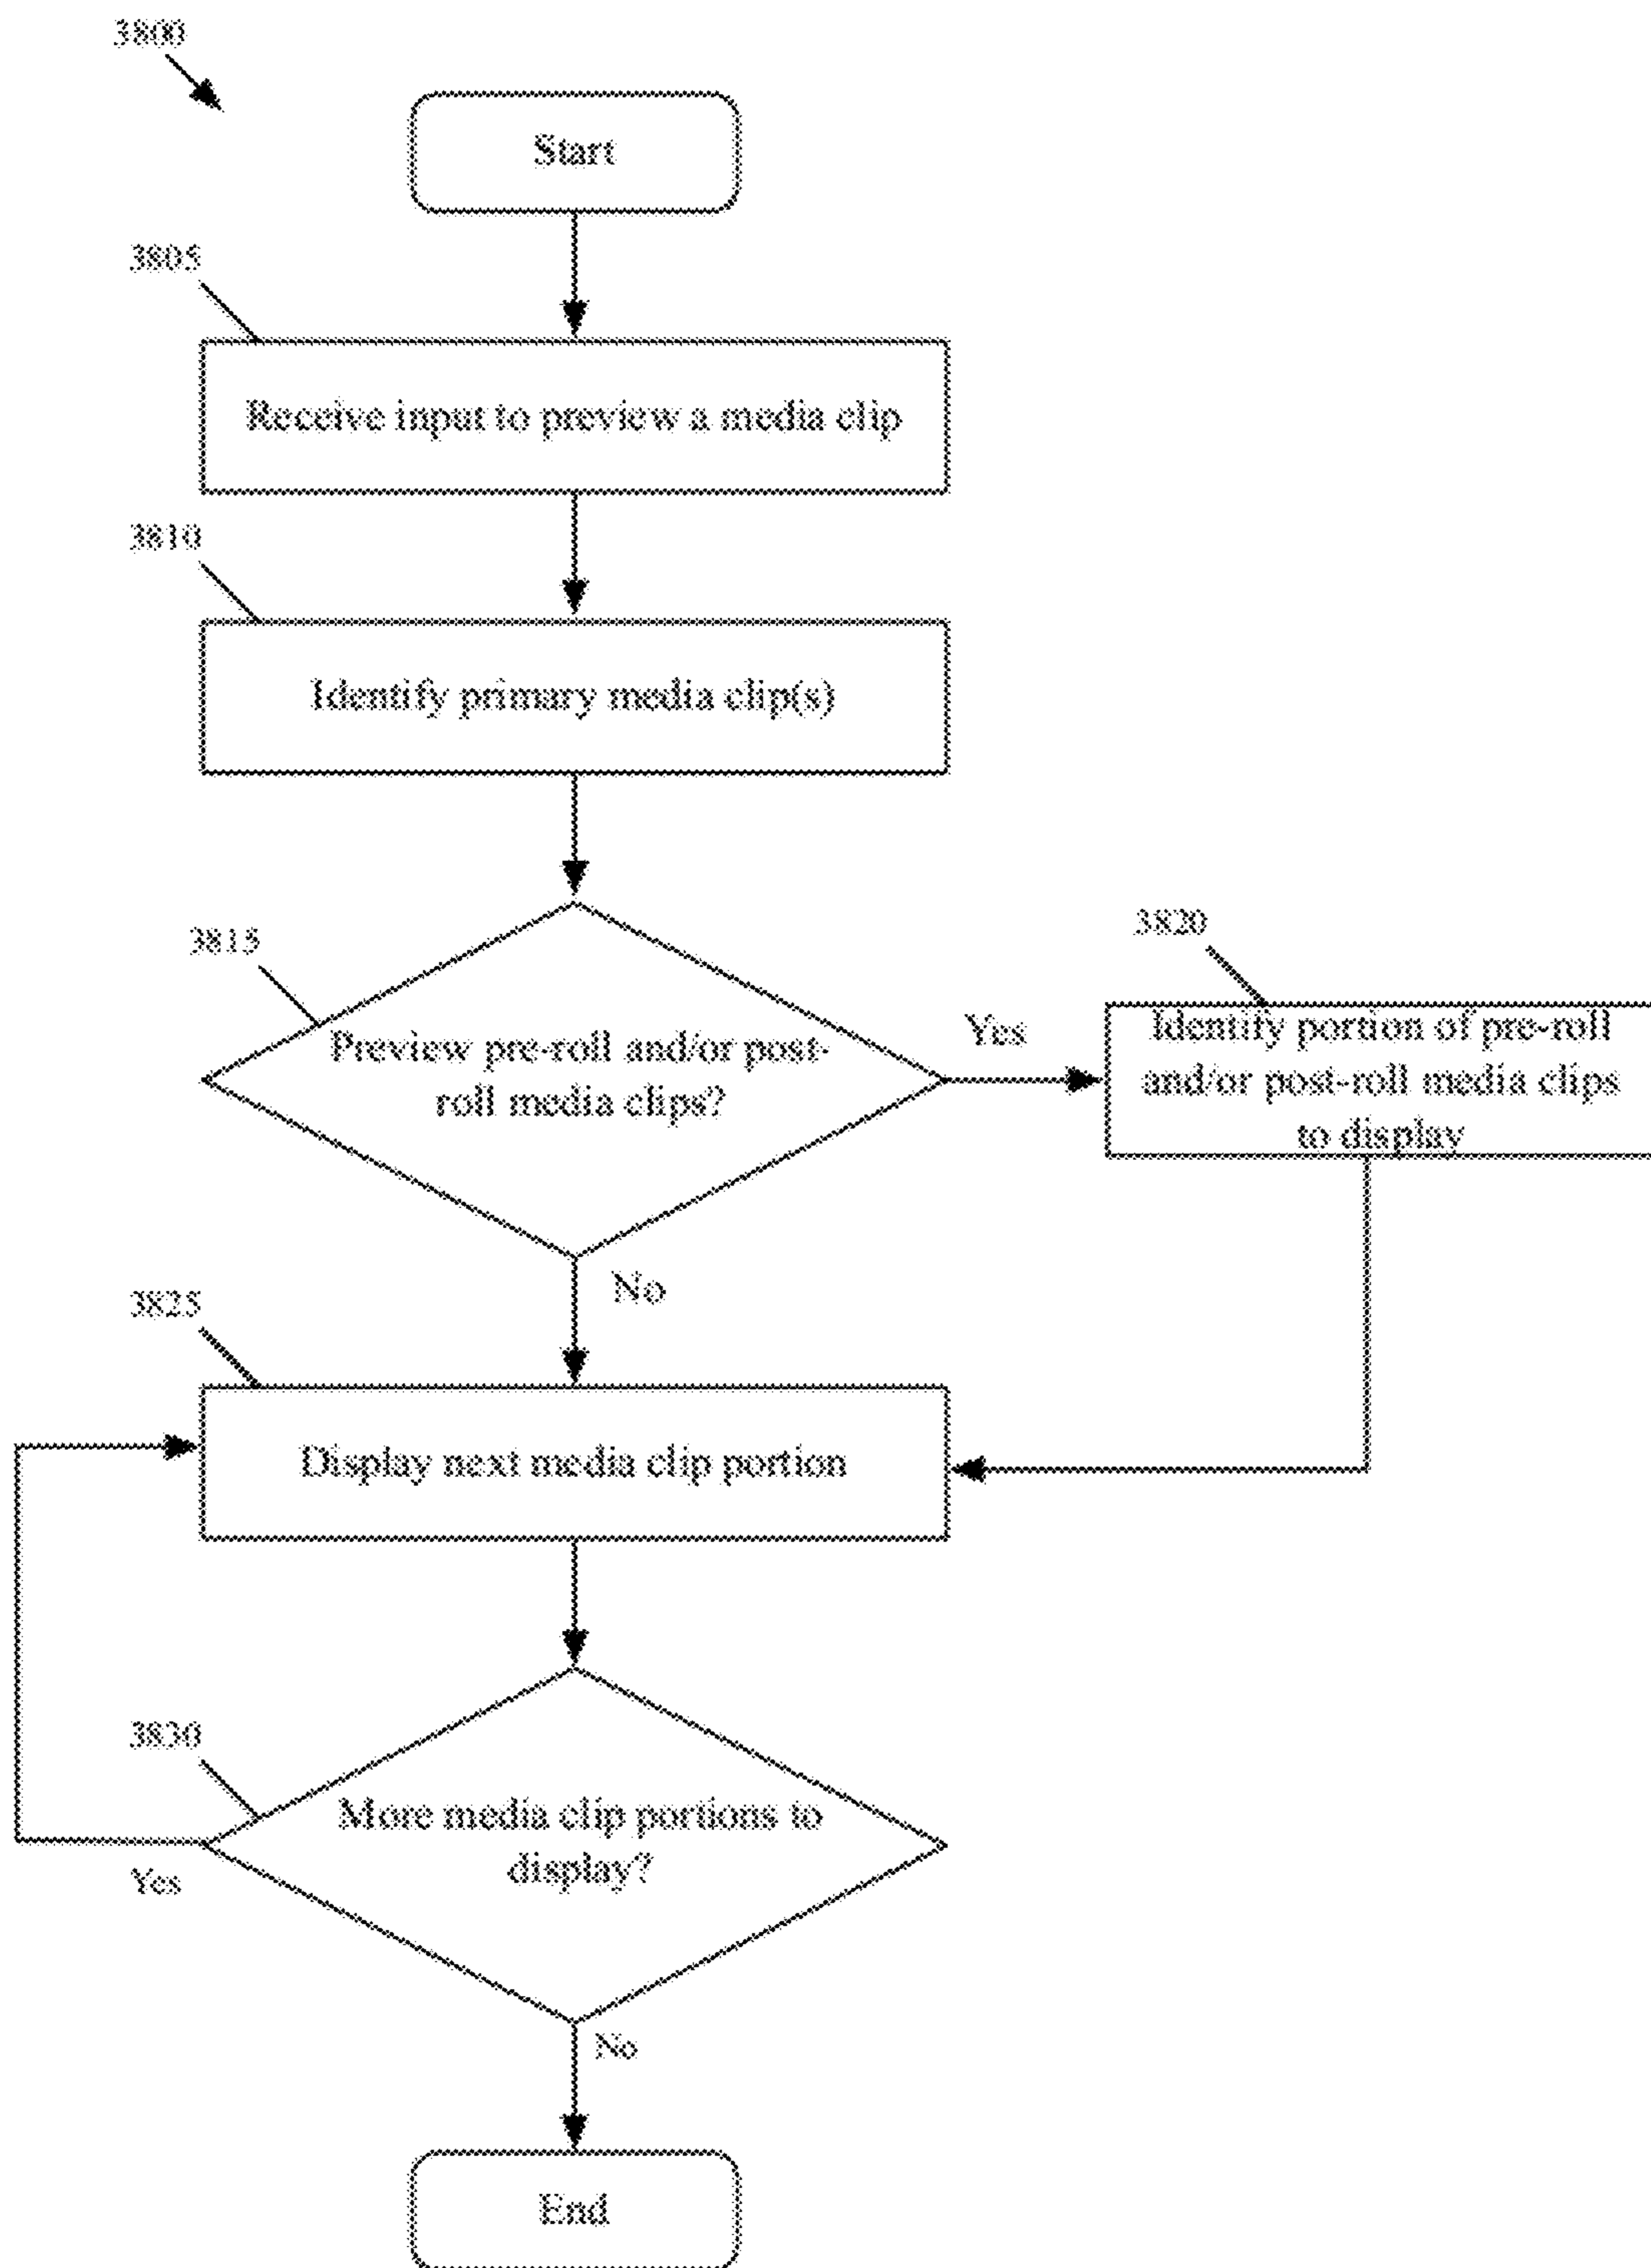 3800
Start
3805
Receive input to preview a media clip
3810
Identify primary media clip(s)
3815
Preview pre-roll and/or post-
roll media clips?
Yes
3820
Identify portion of pre-roll
and/or post-roll media clips
to display
No
3825
Display next media clip portion
3830
More media clip portions to
display?
Yes
No
End